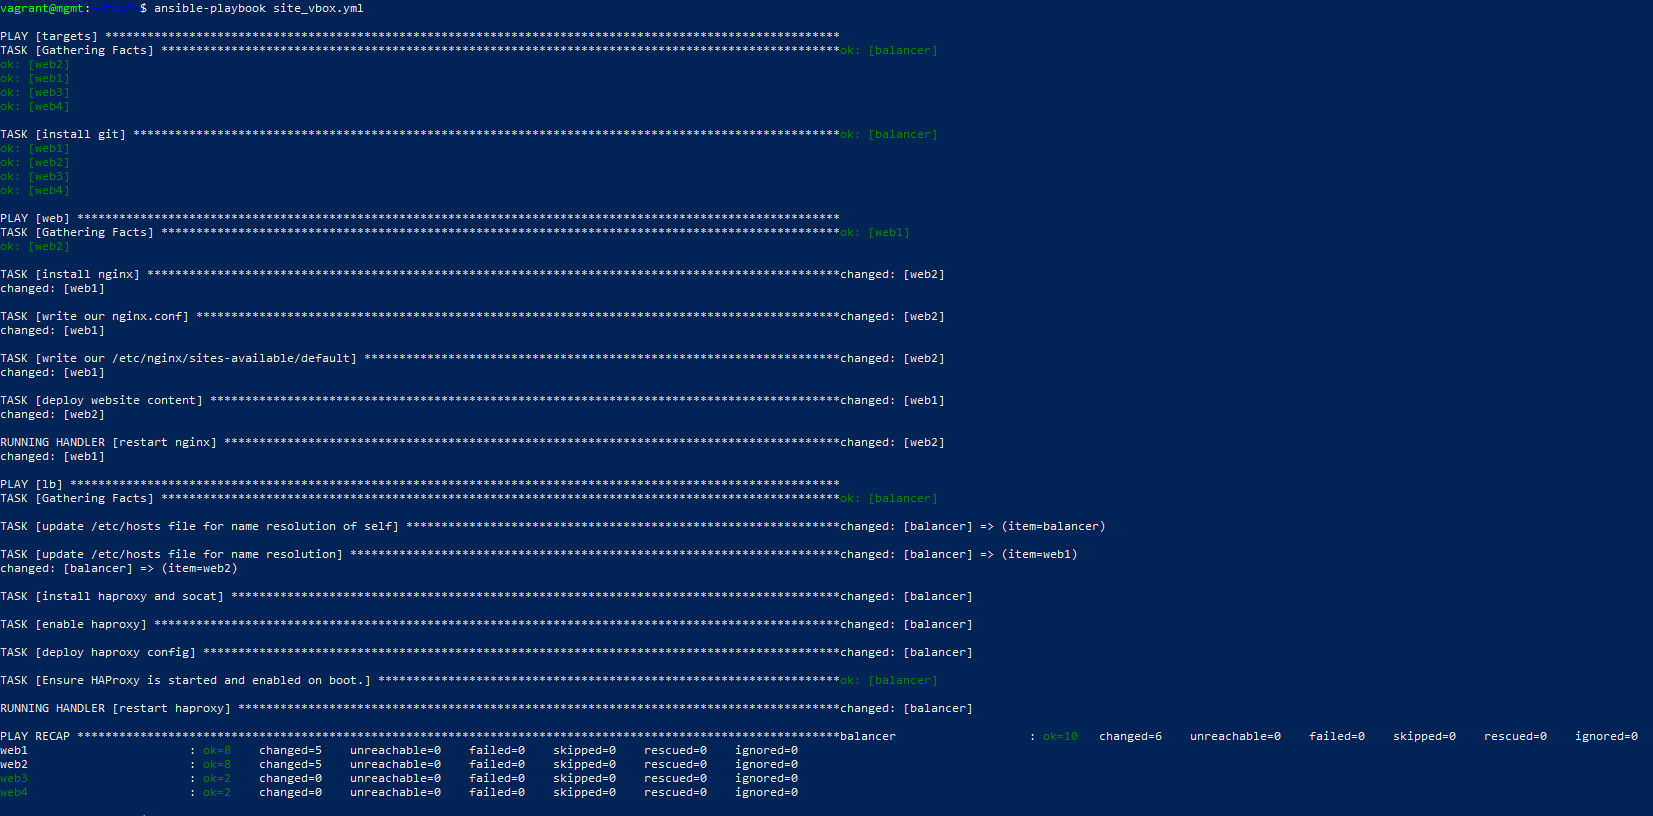 vagrant@mgmt: $ ansible-playbook site_vbox.yml
PLAY [targets] *********************************************************************************************************
TASK [Gathering Facts] *************************************************************************************************ok: [balancer]
ok: [web2]
ok: [web1]
ok: [web3]
ok: [web4]
TASK [install git] *****************************************************************************************************ok: [balancer]
ok: [web1]
ok: [web2]
ok: [web3]
ok: [web4]
PLAY [web] *************************************************************************************************************
TASK [Gathering Facts] *************************************************************************************************ok: [web1]
ok: [web2]
TASK [install nginx] ***************************************************************************************************changed: [web2]
changed: [web1]
TASK [write our nginx.conf] ********************************************************************************************changed: [web2]
changed: [web1]
TASK [write our /etc/nginx/sites-available/default] ********************************************************************changed: [web2]
changed: [web1]
TASK [deploy website content] ******************************************************************************************changed: [web1]
changed: [web2]
RUNNING HANDLER [restart nginx] ****************************************************************************************changed: [web2]
changed: [web1]
PLAY [lb] **************************************************************************************************************
TASK [Gathering Facts] *************************************************************************************************ok: [balancer]
TASK [update /etc/hosts file for name resolution of self] **************************************************************changed: [balancer] => (item=balancer)
TASK [update /etc/hosts file for name resolution] **********************************************************************changed: [balancer] => (item=web1)
changed: [balancer] => (item=web2)
TASK [install haproxy and socat] ***************************************************************************************changed: [balancer]
TASK [enable haproxy] **************************************************************************************************changed: [balancer]
TASK [deploy haproxy config] *******************************************************************************************changed: [balancer]
TASK [Ensure HAProxy is started and enabled on boot.] ******************************************************************ok: [balancer]
RUNNING HANDLER [restart haproxy] **************************************************************************************changed: [balancer]
PLAY RECAP *************************************************************************************************************balancer : ok=10 changed=6 unreachable=0 failed=0 skipped=0 rescued=0 ignored=0
web1 : ok=8 changed=5 unreachable=0 failed=0 skipped=0 rescued=0 ignored=0
web2 : ok=8 changed=5 unreachable=0 failed=0 skipped=0 rescued=0 ignored=0
web3 : ok=2 changed=0 unreachable=0 failed=0 skipped=0 rescued=0 ignored=0
web4 : ok=2 changed=0 unreachable=0 failed=0 skipped=0 rescued=0 ignored=0